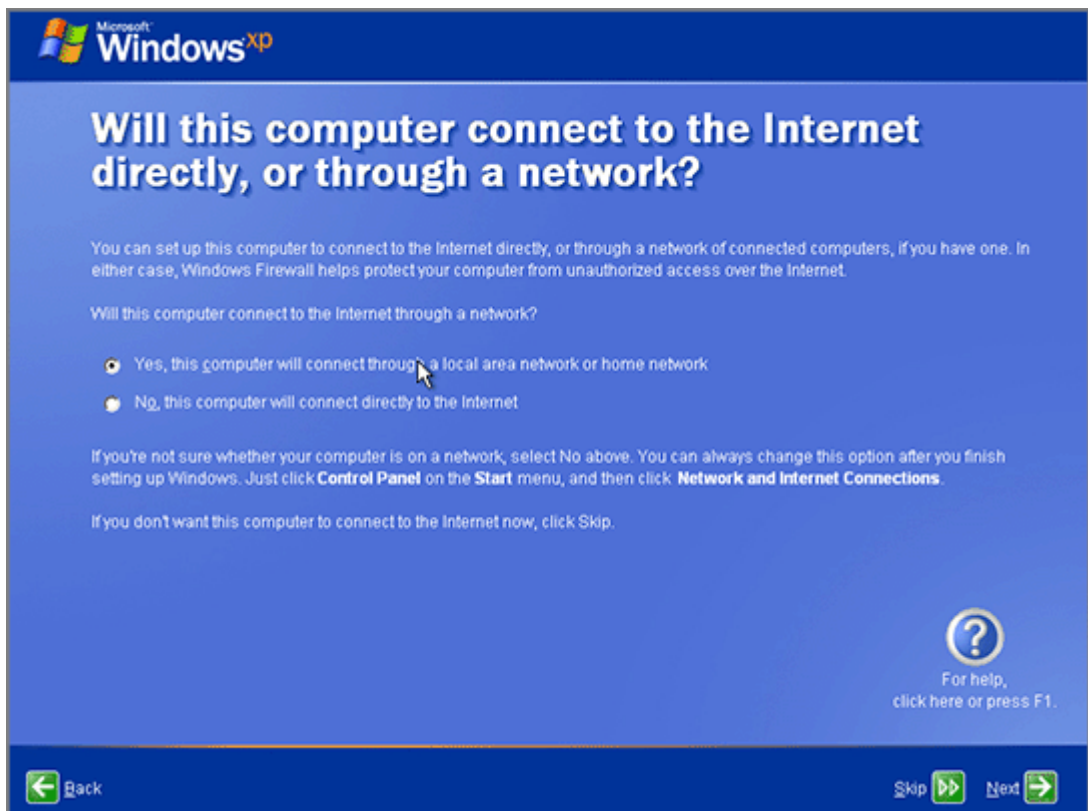 Microsoft
Windows xp
Will this computer connect to the Internet
directly, or through a network?
You can set up this computer to connect to the Internet directly, or through a network of connected computers, if you have one. In
either case, Windows Firewall helps protect your computer from unauthorized access over the Internet.
Will this computer connect to the Internet through a network?
Yes, this computer will connect through a local area network or home network
No, this computer will connect directly to the Internet
If you're not sure whether your computer is on a network, select No above. You can always change this option after you finish
setting up Windows. Just click Control Panel on the Start menu, and then click Network and Internet Connections.
If you don't want this computer to connect to the Internet now, click Skip.
For help,
click here or press F1.
Back
Skip
Next